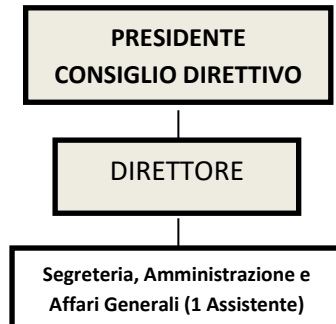 PRESIDENTE
CONSIGLIO DIRETTIVO
DIRETTORE
Segreteria, Amministrazione e
Affari Generali (1 Assistente)